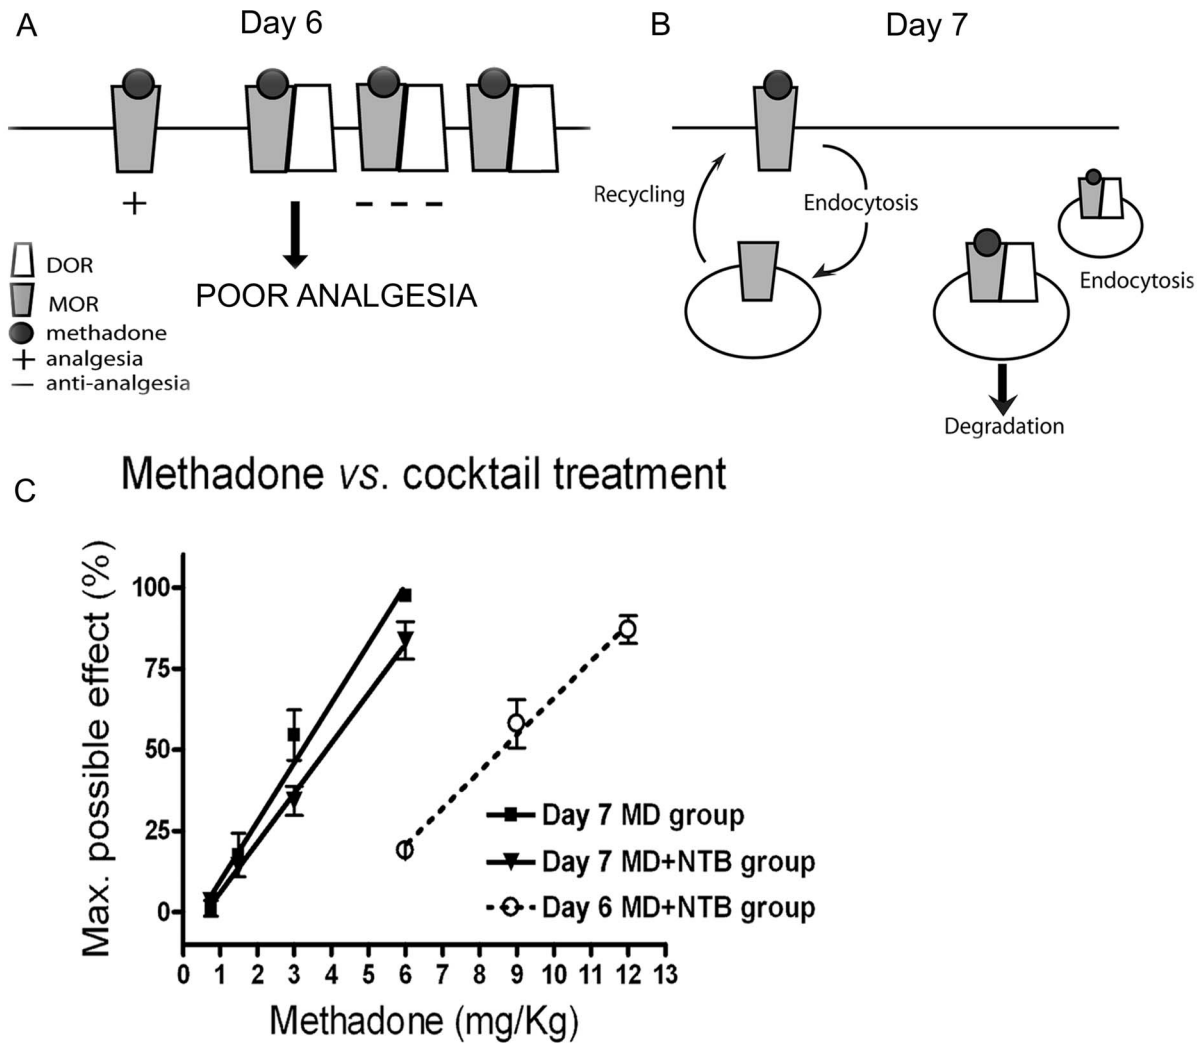 A
Day 6
+
– – –
POOR ANALGESIA
DOR
MOR
methadone
+ analgesia
– anti-analgesia
B
Day 7
Recycling
Endocytosis
Endocytosis
Degradation
C
Methadone vs. cocktail treatment
Max. possible effect (%)
100
75
50
25
0
Day 7 MD group
Day 7 MD+NTB group
Day 6 MD+NTB group
0 1 2 3 4 5 6 7 8 9 10 11 12 13
Methadone (mg/Kg)